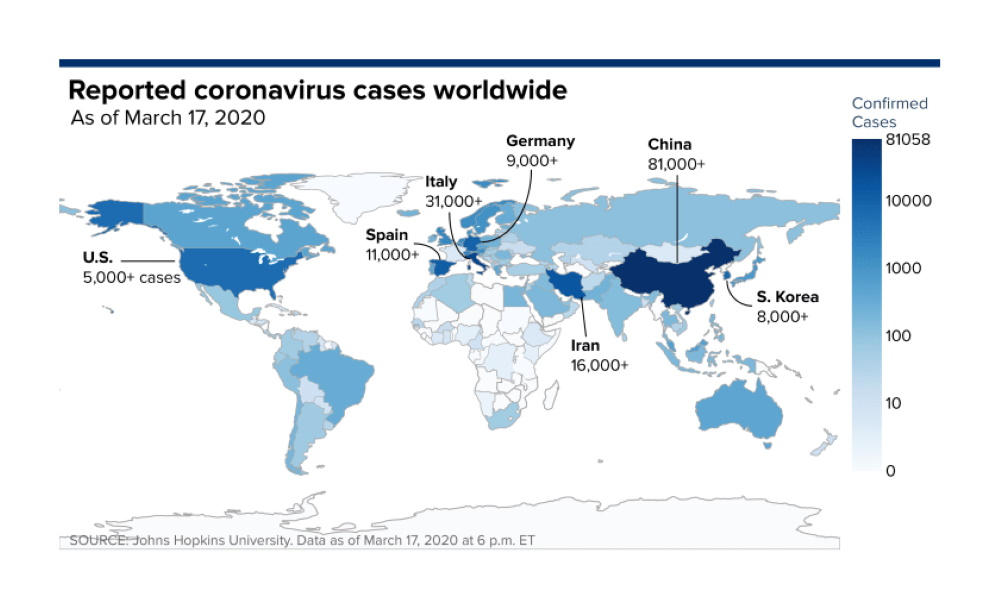 Reported coronavirus cases worldwide
As of March 17, 2020
Confirmed
Cases
81058
10000
1000
100
10
0
Germany
9,000+
China
81,000+
Italy
31,000+
Spain
11,000+
U.S.
5,000+ cases
S. Korea
8,000+
Iran
16,000+
SOURCE: Johns Hopkins University. Data as of March 17, 2020 at 6 p.m. ET